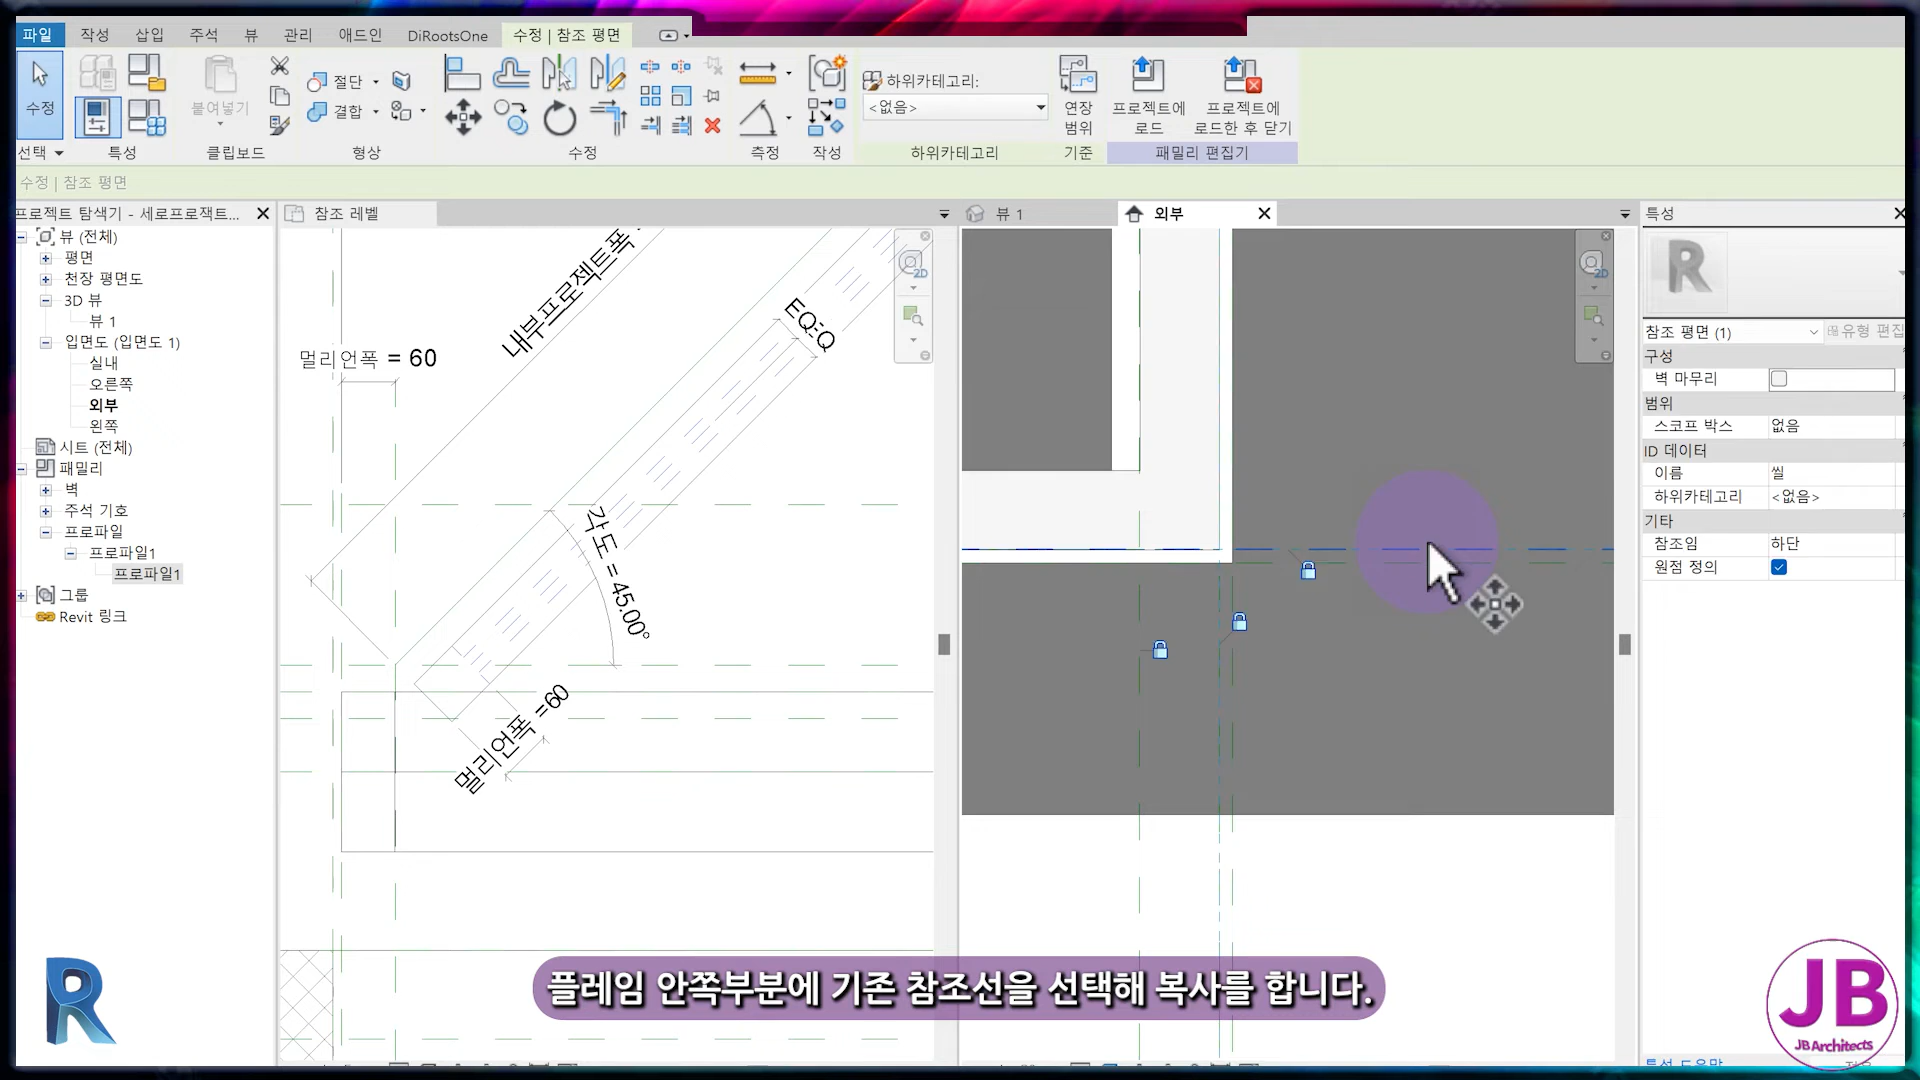 파일 작성 삽입 주석 뷰 관리 애드인 DiRootsOne 수정 | 참조 평면
수정
붙여넣기
절단
결합
하위카테고리:
<없음>
연장
범위
프로젝트에
로드
프로젝트에
로드한 후 닫기
선택 특성 클립보드 형상 수정 측정 작성 하위카테고리 기준 패밀리 편집기
수정 | 참조 평면
프로젝트 탐색기 - 세로프로잭트...
참조 레벨
뷰 1
외부
특성
뷰 (전체)
평면
천장 평면도
3D 뷰
뷰 1
입면도 (입면도 1)
실내
오른쪽
외부
왼쪽
시트 (전체)
패밀리
벽
주석 기호
프로파일
프로파일1
프로파일1
그룹
Revit 링크
내부프로젝트폭
멀리언폭 = 60
각도 = 45.00°
멀리언폭 =60
2D
2D
R
참조 평면 (1)
유형 편집
구성
벽 마무리
범위
스코프 박스 없음
ID 데이터
이름 씰
하위카테고리 <없음>
기타
참조임 하단
원점 정의
플레임 안쪽부분에 기존 참조선을 선택해 복사를 합니다.
R
JB
JB Architects